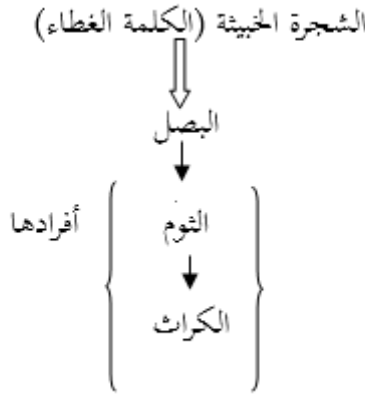 الشجرة الخبيثة (الكلمة الغطاء)
البصل
الثوم
أفرادها
الكراث